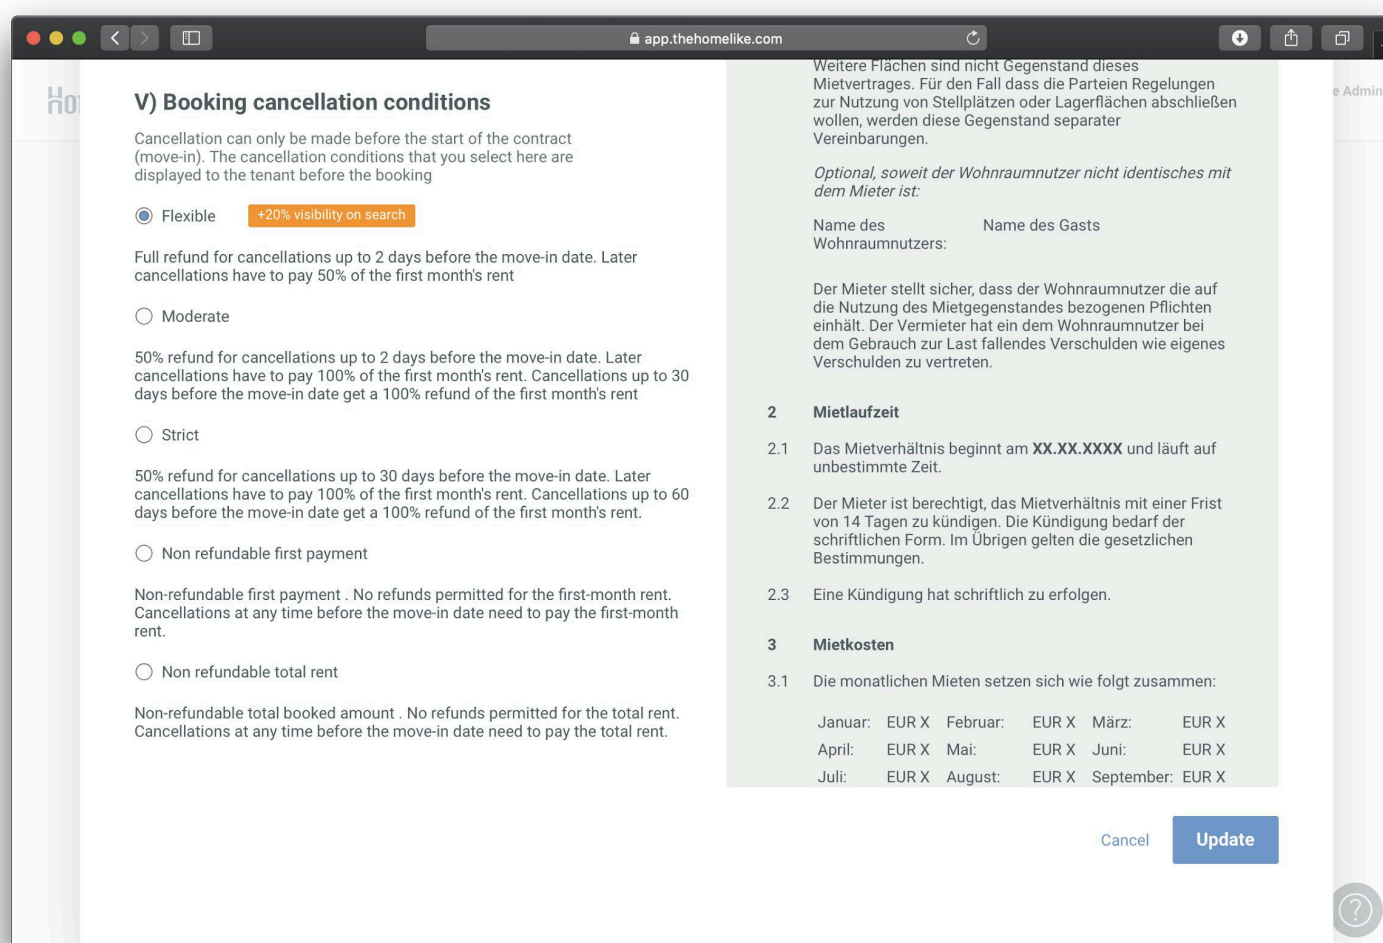 app.thehomelike.com
e Admin
V) Booking cancellation conditions
Cancellation can only be made before the start of the contract
(move-in). The cancellation conditions that you select here are
displayed to the tenant before the booking
Flexible
+20% visibility on search
Full refund for cancellations up to 2 days before the move-in date. Later
cancellations have to pay 50% of the first month's rent
Moderate
50% refund for cancellations up to 2 days before the move-in date. Later
cancellations have to pay 100% of the first month's rent. Cancellations up to 30
days before the move-in date get a 100% refund of the first month's rent
Strict
50% refund for cancellations up to 30 days before the move-in date. Later
cancellations have to pay 100% of the first month's rent. Cancellations up to 60
days before the move-in date get a 100% refund of the first month's rent.
Non refundable first payment
Non-refundable first payment . No refunds permitted for the first-month rent.
Cancellations at any time before the move-in date need to pay the first-month
rent.
Non refundable total rent
Non-refundable total booked amount . No refunds permitted for the total rent.
Cancellations at any time before the move-in date need to pay the total rent.
Weitere Flächen sind nicht Gegenstand dieses
Mietvertrages. Für den Fall dass die Parteien Regelungen
zur Nutzung von Stellplätzen oder Lagerflächen abschließen
wollen, werden diese Gegenstand separater
Vereinbarungen.
Optional, soweit der Wohnraumnutzer nicht identisches mit
dem Mieter ist:
Name des Name des Gasts
Wohnraumnutzers:
Der Mieter stellt sicher, dass der Wohnraumnutzer die auf
die Nutzung des Mietgegenstandes bezogenen Pflichten
einhält. Der Vermieter hat ein dem Wohnraumnutzer bei
dem Gebrauch zur Last fallendes Verschulden wie eigenes
Verschulden zu vertreten.
2 Mietlaufzeit
2.1 Das Mietverhältnis beginnt am XX.XX.XXXX und läuft auf
unbestimmte Zeit.
2.2 Der Mieter ist berechtigt, das Mietverhältnis mit einer Frist
von 14 Tagen zu kündigen. Die Kündigung bedarf der
schriftlichen Form. Im Übrigen gelten die gesetzlichen
Bestimmungen.
2.3 Eine Kündigung hat schriftlich zu erfolgen.
3 Mietkosten
3.1 Die monatlichen Mieten setzen sich wie folgt zusammen:
Januar: EUR X Februar: EUR X März: EUR X
April: EUR X Mai: EUR X Juni: EUR X
Juli: EUR X August: EUR X September: EUR X
Cancel
Update
?